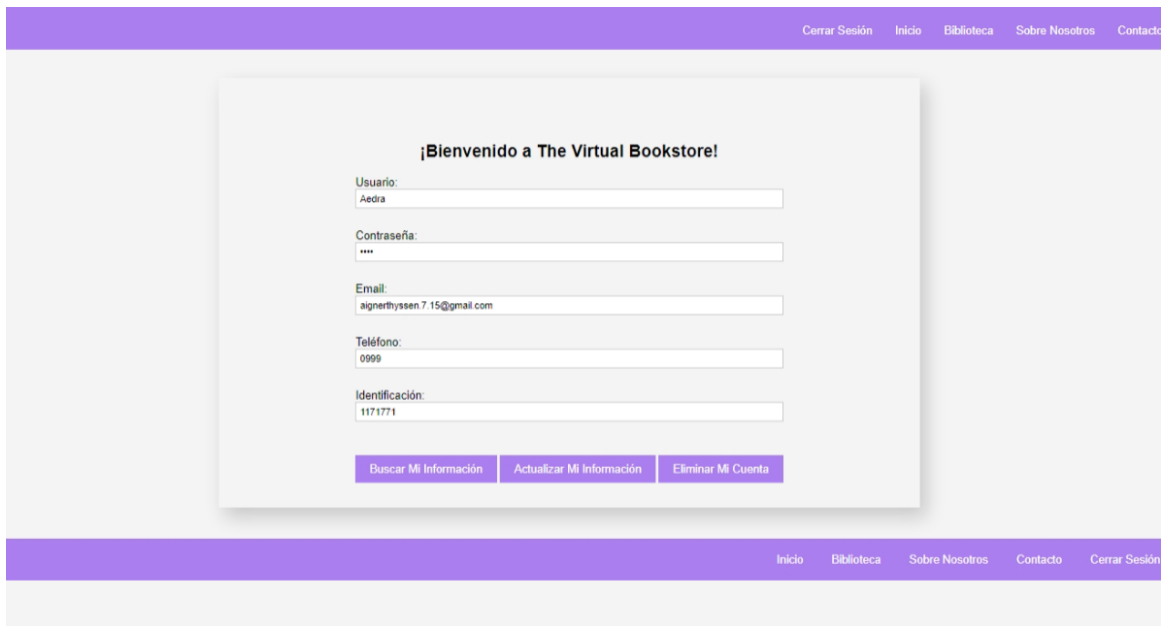 Cerrar Sesión Inicio Biblioteca Sobre Nosotros Contacto
¡Bienvenido a The Virtual Bookstore!
Usuario:
Aedra
Contraseña:
••••
Email:
aignerthyssen.7.15@gmail.com
Teléfono:
0999
Identificación:
1171771
Buscar Mi Información Actualizar Mi Información Eliminar Mi Cuenta
Inicio Biblioteca Sobre Nosotros Contacto Cerrar Sesión